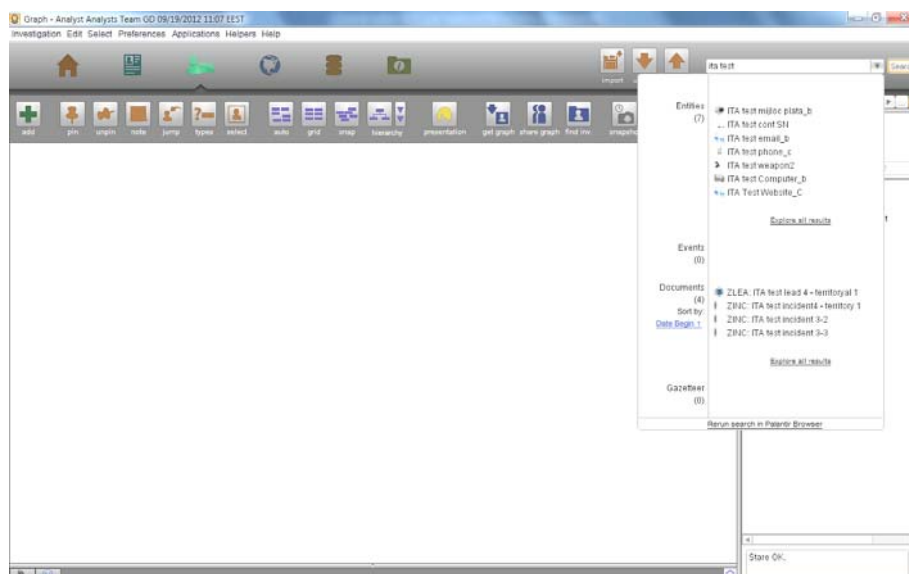 Graph - Analyst Analysts Team GD 09/19/2012 11:07 EEST
Investigation Edit Select Preferences Applications Helpers Help
import
ita test
Sear
add pin unpin note jump types select auto grid snap hierarchy presentation get graph share graph find inv. snapsho
Entities
(7)
ITA test mijloc plata_b
ITA test cont SN
ITA test email_b
ITA test phone_c
ITA test weapon2
ITA test Computer_b
ITA Test Website_C
Explore all results
Events
(0)
Documents
(4)
Sort by:
Date Begin ↑
ZLEA: ITA test lead 4 - territoryal 1
ZINC: ITA test incident4 - territory 1
ZINC: ITA test incident 3-2
ZINC: ITA test incident 3-3
Explore all results
Gazetteer
(0)
Rerun search in Palantir Browser
Stare OK.